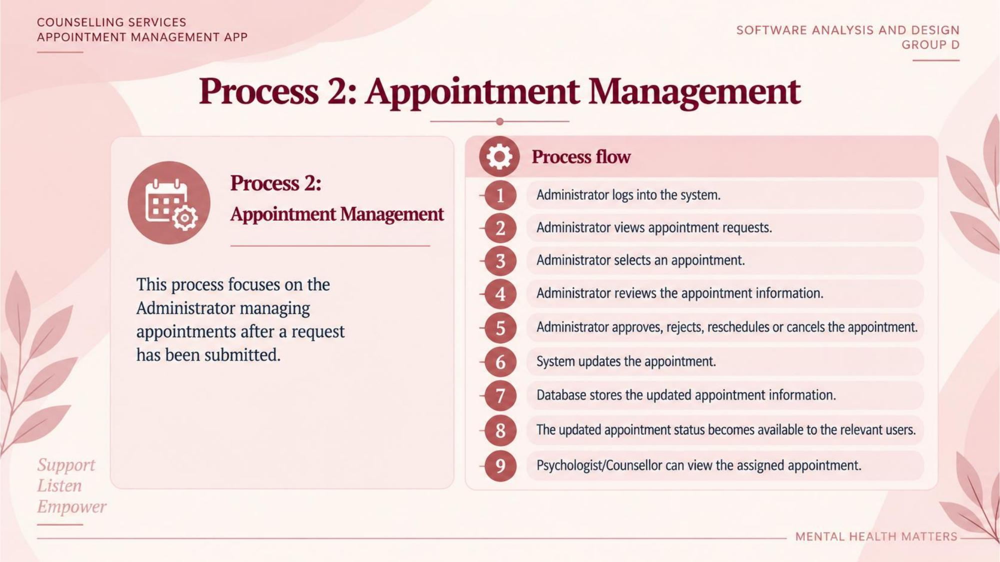 COUNSELLING SERVICES
APPOINTMENT MANAGEMENT APP
SOFTWARE ANALYSIS AND DESIGN
GROUP D
Process 2: Appointment Management
Process 2:
Appointment Management
This process focuses on the
Administrator managing
appointments after a request
has been submitted.
Process flow
1 Administrator logs into the system.
2 Administrator views appointment requests.
3 Administrator selects an appointment.
4 Administrator reviews the appointment information.
5 Administrator approves, rejects, reschedules or cancels the appointment.
6 System updates the appointment.
7 Database stores the updated appointment information.
8 The updated appointment status becomes available to the relevant users.
9 Psychologist/Counsellor can view the assigned appointment.
Support
Listen
Empower
MENTAL HEALTH MATTERS